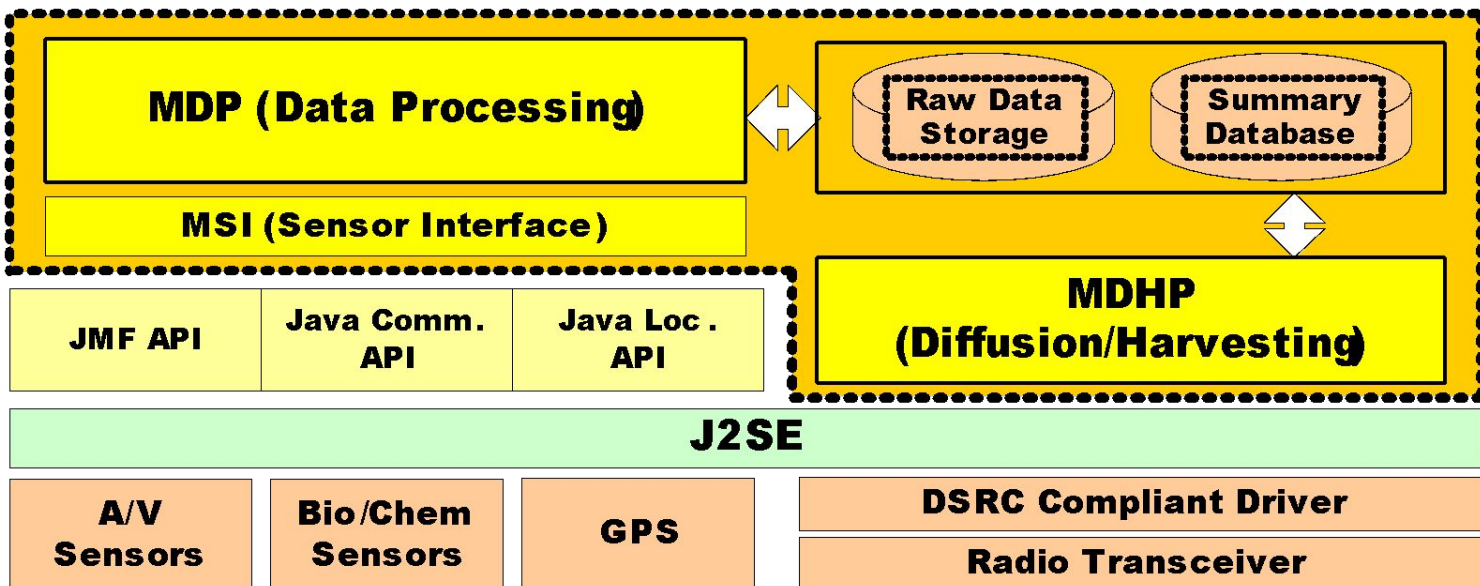 MDP (Data Processing)
Raw Data
Storage
Summary
Database
MSI (Sensor Interface)
MDHP
(Diffusion/Harvesting)
JMF API
Java Comm.
API
Java Loc .
API
J2SE
A/V
Sensors
Bio/Chem
Sensors
GPS
DSRC Compliant Driver
Radio Transceiver